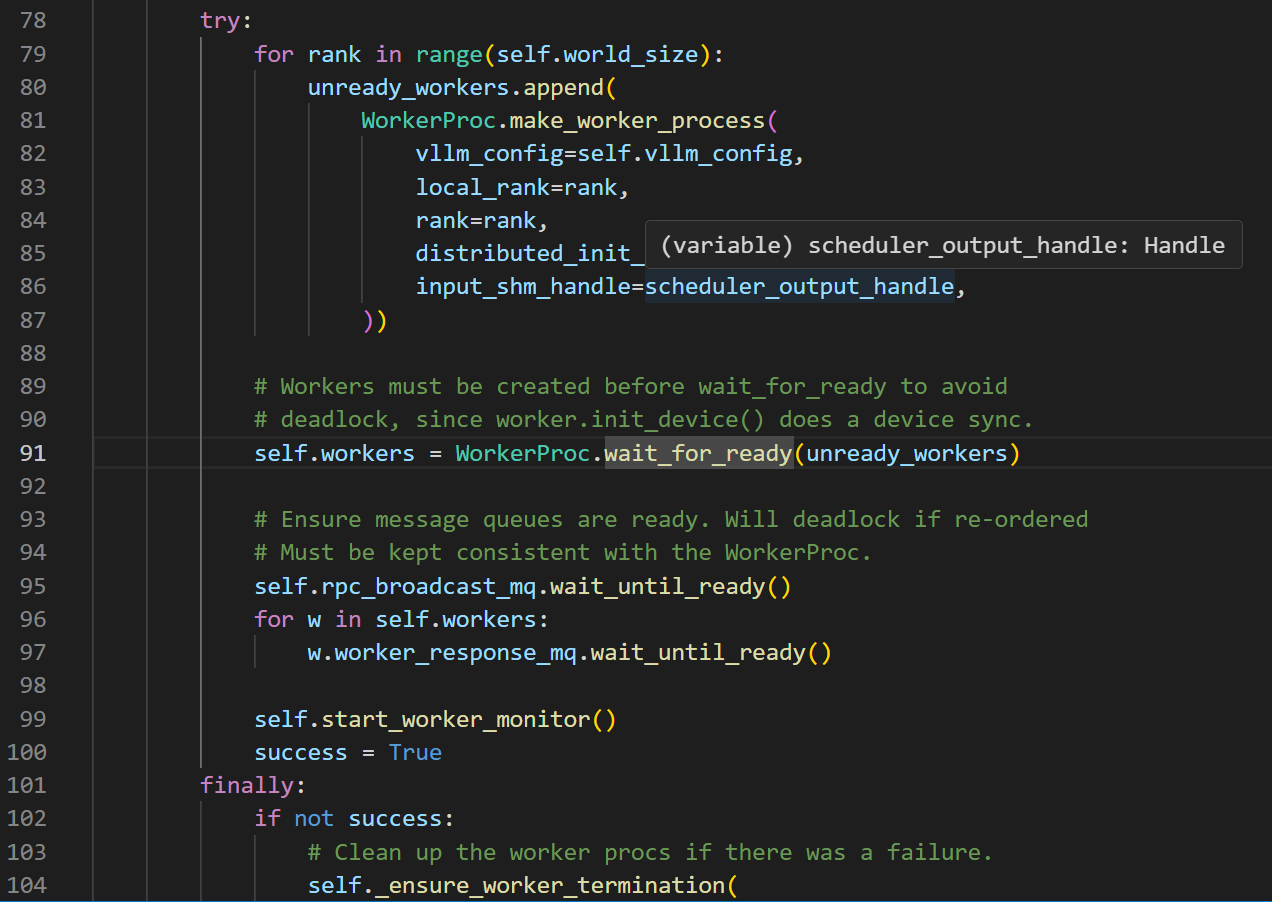 78 try:
79 for rank in range(self.world_size):
80 unready_workers.append(
81 WorkerProc.make_worker_process(
82 vllm_config=self.vllm_config,
83 local_rank=rank,
84 rank=rank,
85 distributed_init_
(variable) scheduler_output_handle: Handle
86 input_shm_handle=scheduler_output_handle,
87 ))
88
89 # Workers must be created before wait_for_ready to avoid
90 # deadlock, since worker.init_device() does a device sync.
91 self.workers = WorkerProc.wait_for_ready(unready_workers)
92
93 # Ensure message queues are ready. Will deadlock if re-ordered
94 # Must be kept consistent with the WorkerProc.
95 self.rpc_broadcast_mq.wait_until_ready()
96 for w in self.workers:
97 w.worker_response_mq.wait_until_ready()
98
99 self.start_worker_monitor()
100 success = True
101 finally:
102 if not success:
103 # Clean up the worker procs if there was a failure.
104 self._ensure_worker_termination(